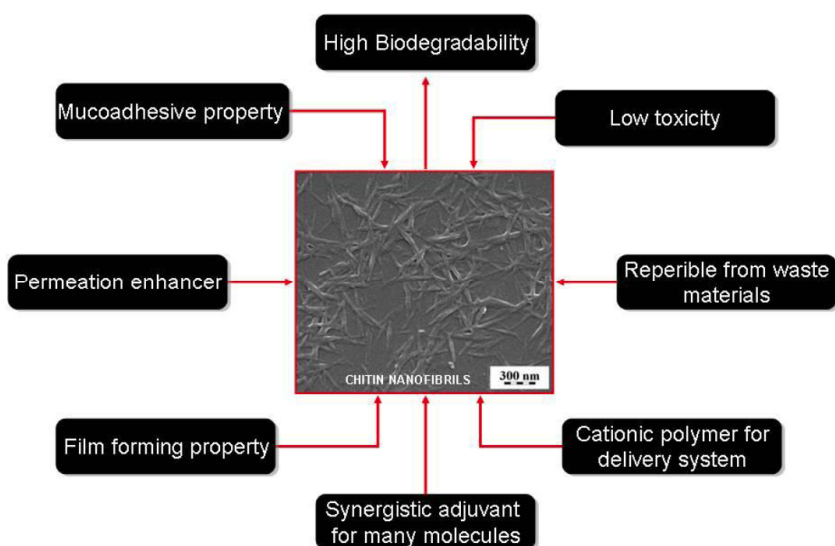 High Biodegradability
Mucoadhesive property
Low toxicity
Permeation enhancer
Reperible from waste
materials
CHITIN NANOFIBRILS
300 nm
Film forming property
Cationic polymer for
delivery system
Synergistic adjuvant
for many molecules